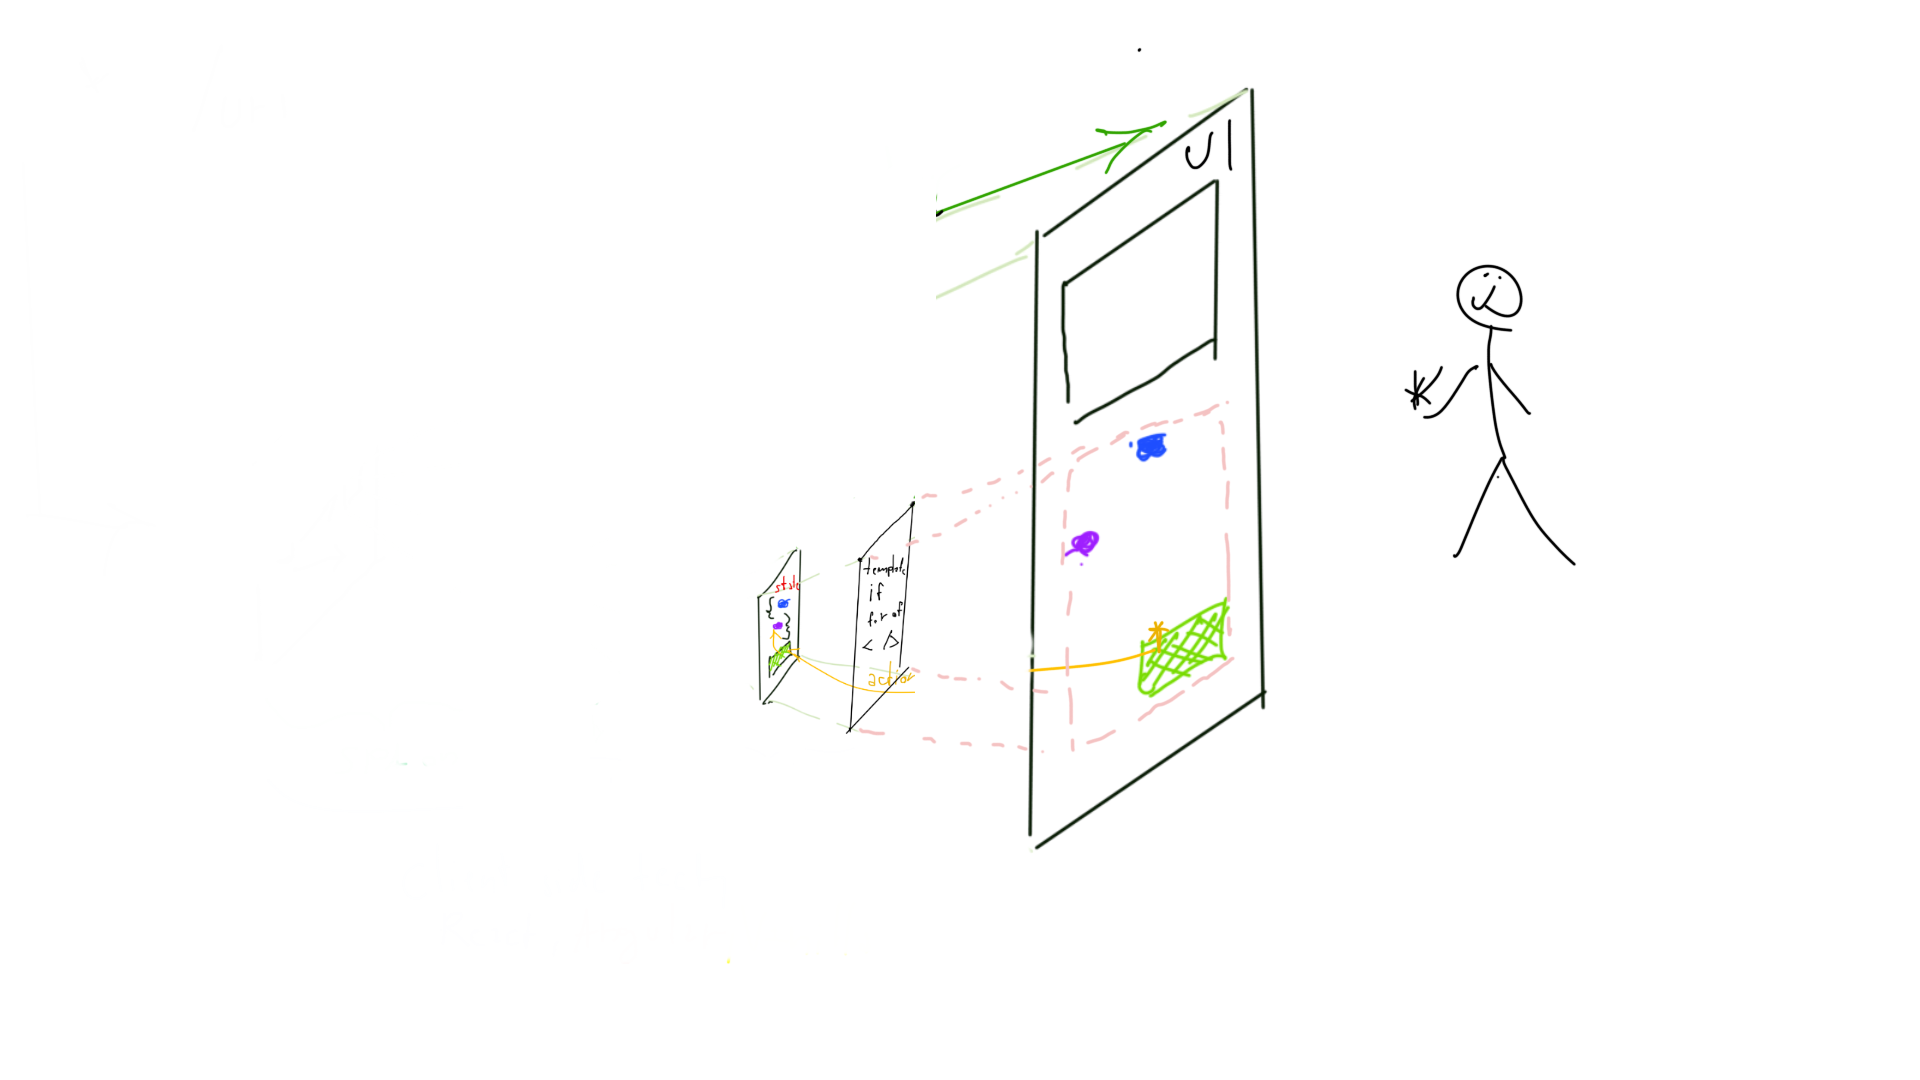 UI
state
{
template
if
for of
< />
action